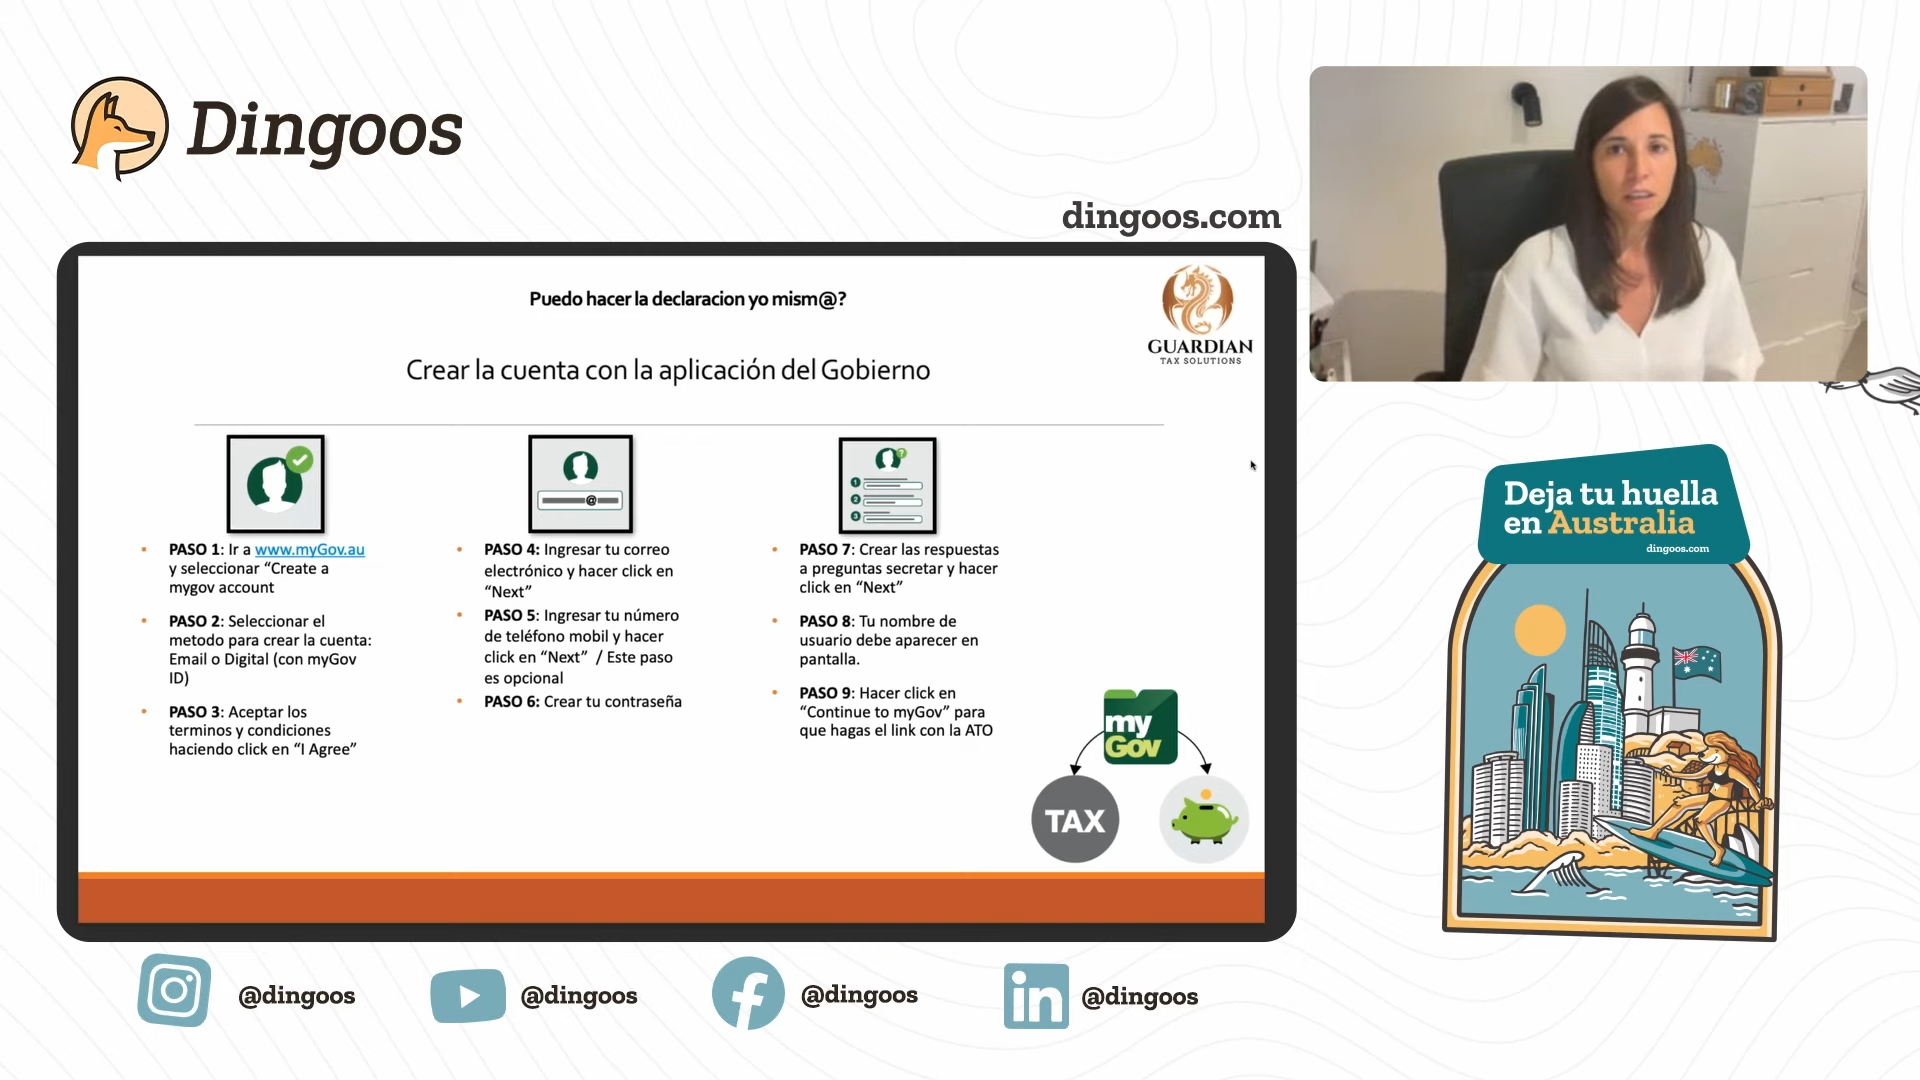 Dingoos
dingoos.com
Puedo hacer la declaracion yo mism@?
GUARDIAN
TAX SOLUTIONS
Crear la cuenta con la aplicación del Gobierno
PASO 1: Ir a www.myGov.au
y seleccionar “Create a
mygov account
PASO 2: Seleccionar el
metodo para crear la cuenta:
Email o Digital (con myGov
ID)
PASO 3: Aceptar los
terminos y condiciones
haciendo click en “I Agree”
@
PASO 4: Ingresar tu correo
electrónico y hacer click en
“Next”
PASO 5: Ingresar tu número
de teléfono mobil y hacer
click en “Next” / Este paso
es opcional
PASO 6: Crear tu contraseña
?
1
2
3
PASO 7: Crear las respuestas
a preguntas secretar y hacer
click en “Next”
PASO 8: Tu nombre de
usuario debe aparecer en
pantalla.
PASO 9: Hacer click en
“Continue to myGov” para
que hagas el link con la ATO
my
Gov
TAX
Deja tu huella
en Australia
dingoos.com
@dingoos
@dingoos
@dingoos
in
@dingoos